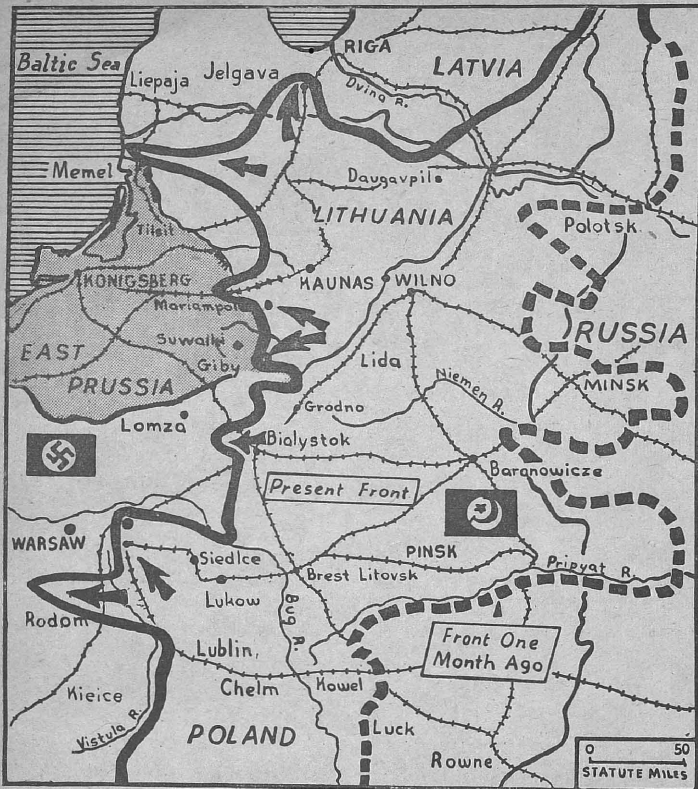 Baltic Sea
RIGA
LATVIA
Liepaja
Jelgava
Dvina R.
Memel
Daugavpils
LITHUANIA
Polotsk
Tilsit
KÖNIGSBERG
KAUNAS
WILNO
Mariampol
RUSSIA
EAST
PRUSSIA
Suwalki
Giby
Lida
Niemen R.
MINSK
Grodno
Lomza
Bialystok
Baranowicze
Present Front
WARSAW
Siedlce
PINSK
Pripyat R.
Brest Litovsk
Lukow
Rodom
Bug R.
Front One
Month Ago
Lublin
Chelm
Kowel
Kielce
Vistula R.
POLAND
Luck
Rowne
0 50
STATUTE MILES